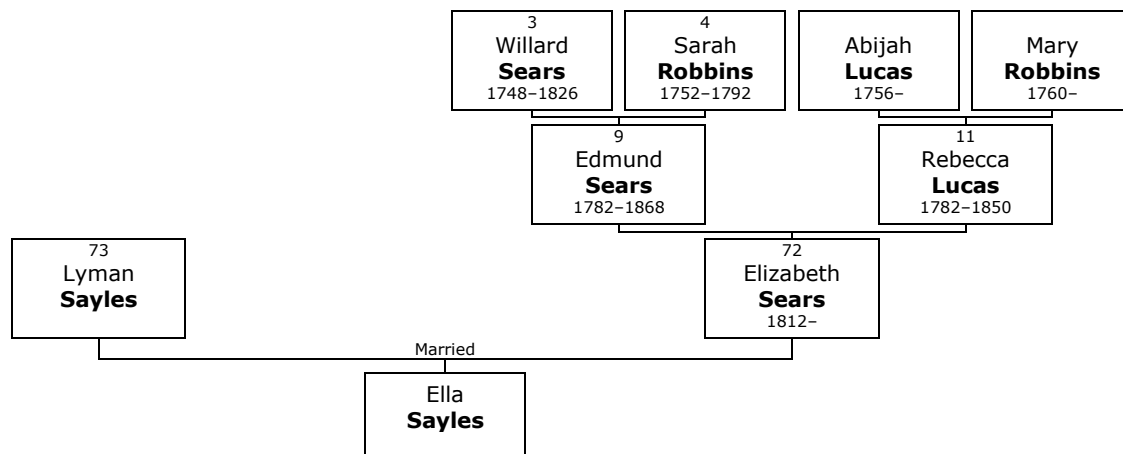 3
Willard
Sears
1748–1826
4
Sarah
Robbins
1752–1792
Abijah
Lucas
1756–
Mary
Robbins
1760–
9
Edmund
Sears
1782–1868
11
Rebecca
Lucas
1782–1850
73
Lyman
Sayles
72
Elizabeth
Sears
1812–
Married
Ella
Sayles